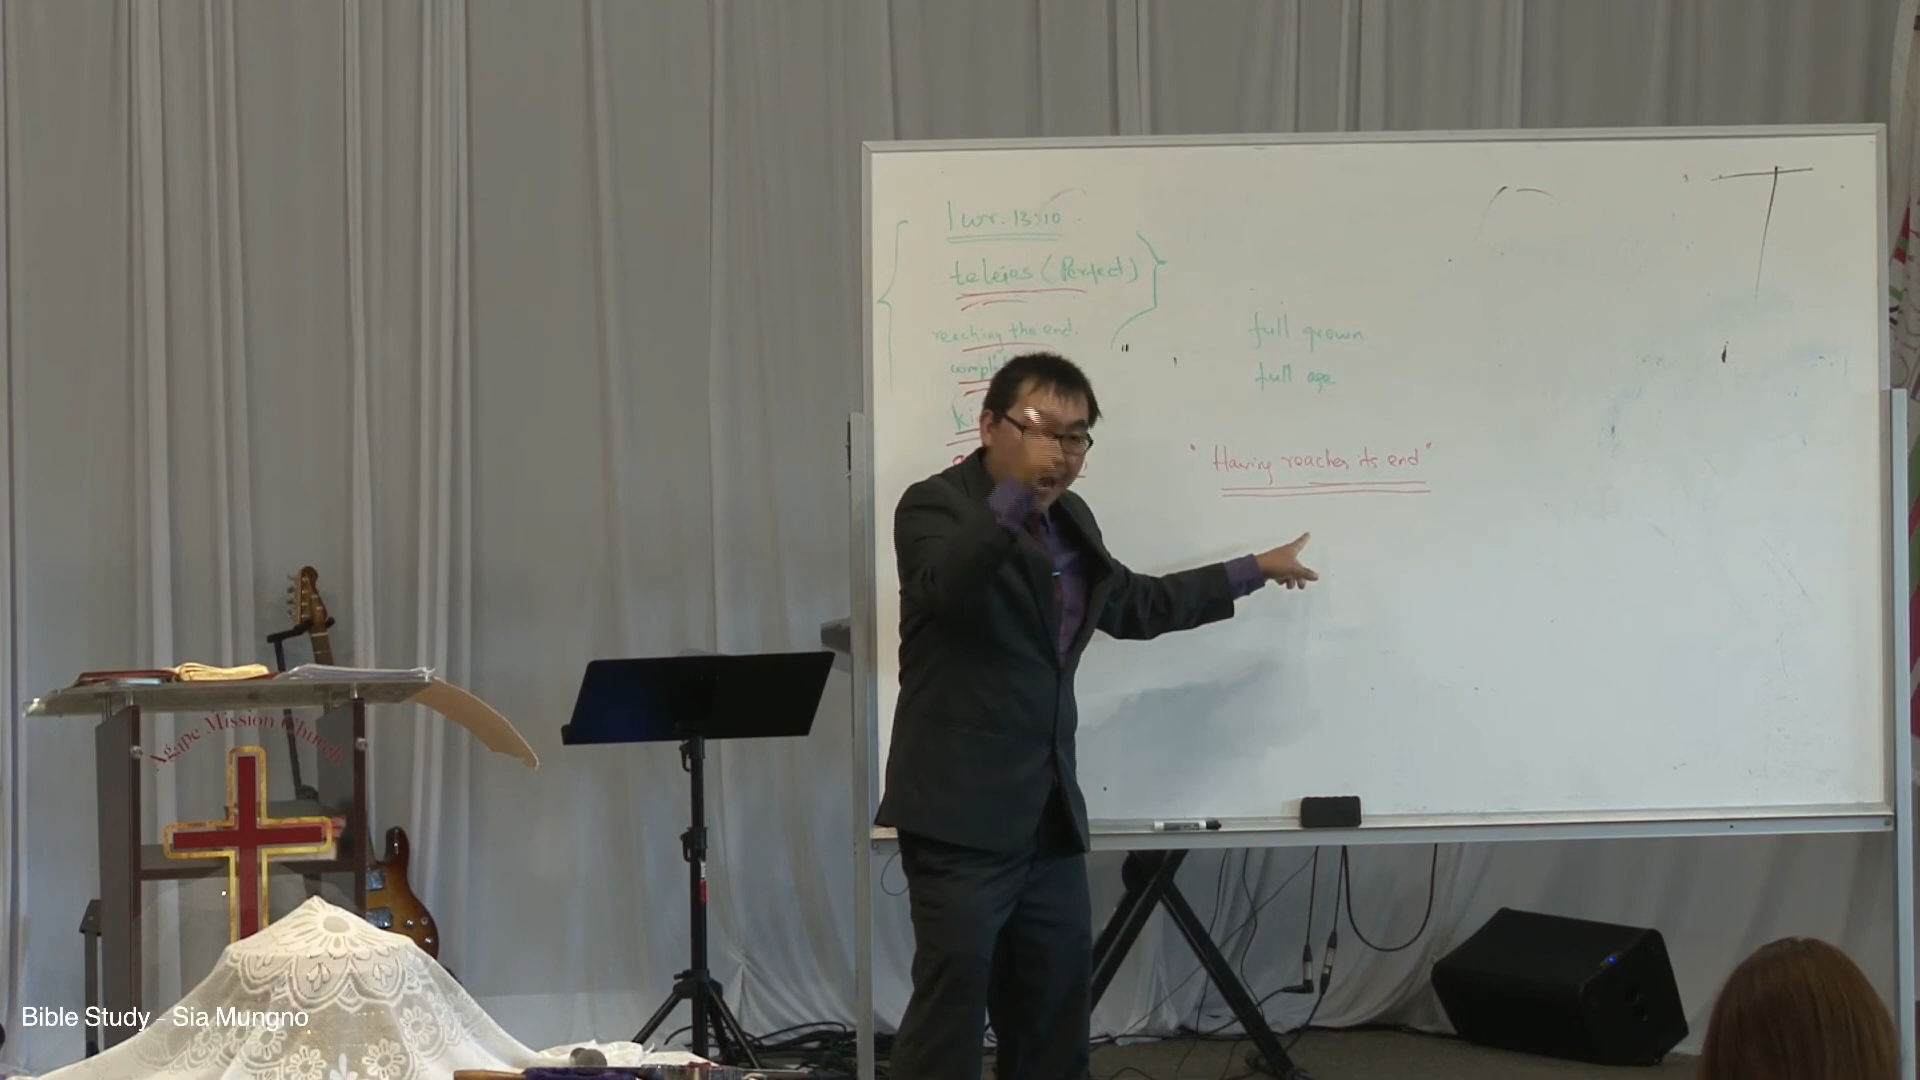 1 wr. 13:10
teleios (Perfect)
reaching the end.
full grown
full age
"Having reaches its end"
Agape Mission Church
Bible Study - Sia Mungno